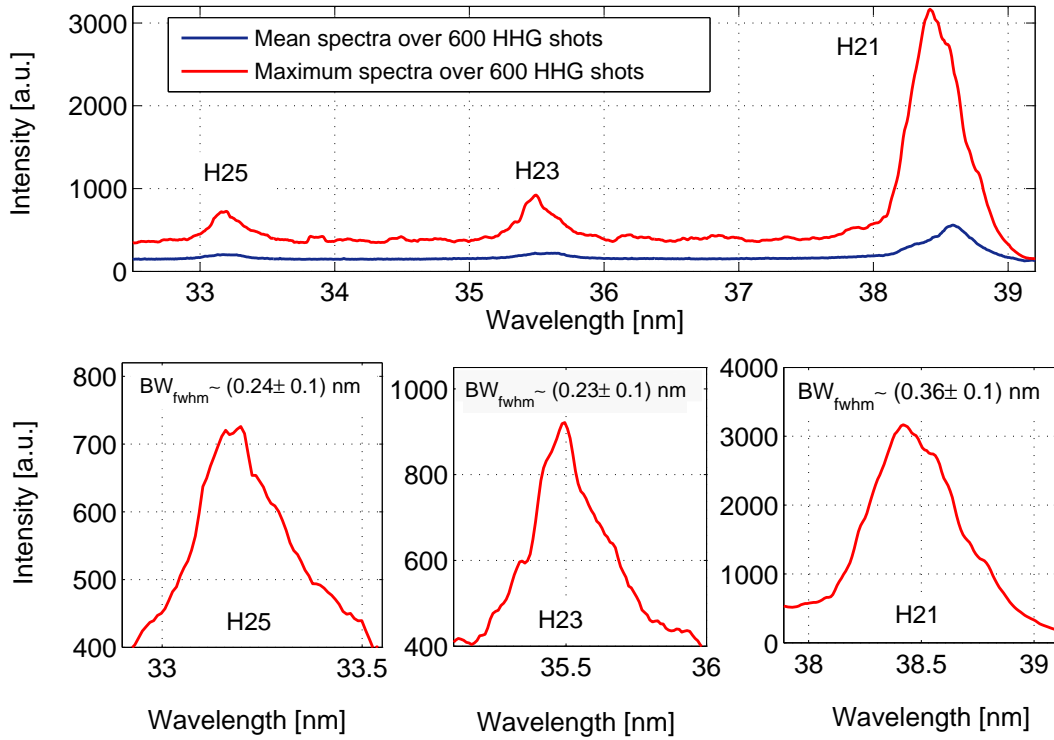 Intensity [a.u.]
3000
2000
1000
0
Mean spectra over 600 HHG shots
Maximum spectra over 600 HHG shots
H25
H23
H21
33
34
35
36
37
38
39
Wavelength [nm]
Intensity [a.u.]
800
700
600
500
400
BW_fwhm ~ (0.24± 0.1) nm
H25
33
33.5
Wavelength [nm]
1000
800
600
400
BW_fwhm ~ (0.23± 0.1) nm
H23
35.5
36
Wavelength [nm]
4000
3000
2000
1000
0
BW_fwhm ~ (0.36± 0.1) nm
H21
38
38.5
39
Wavelength [nm]